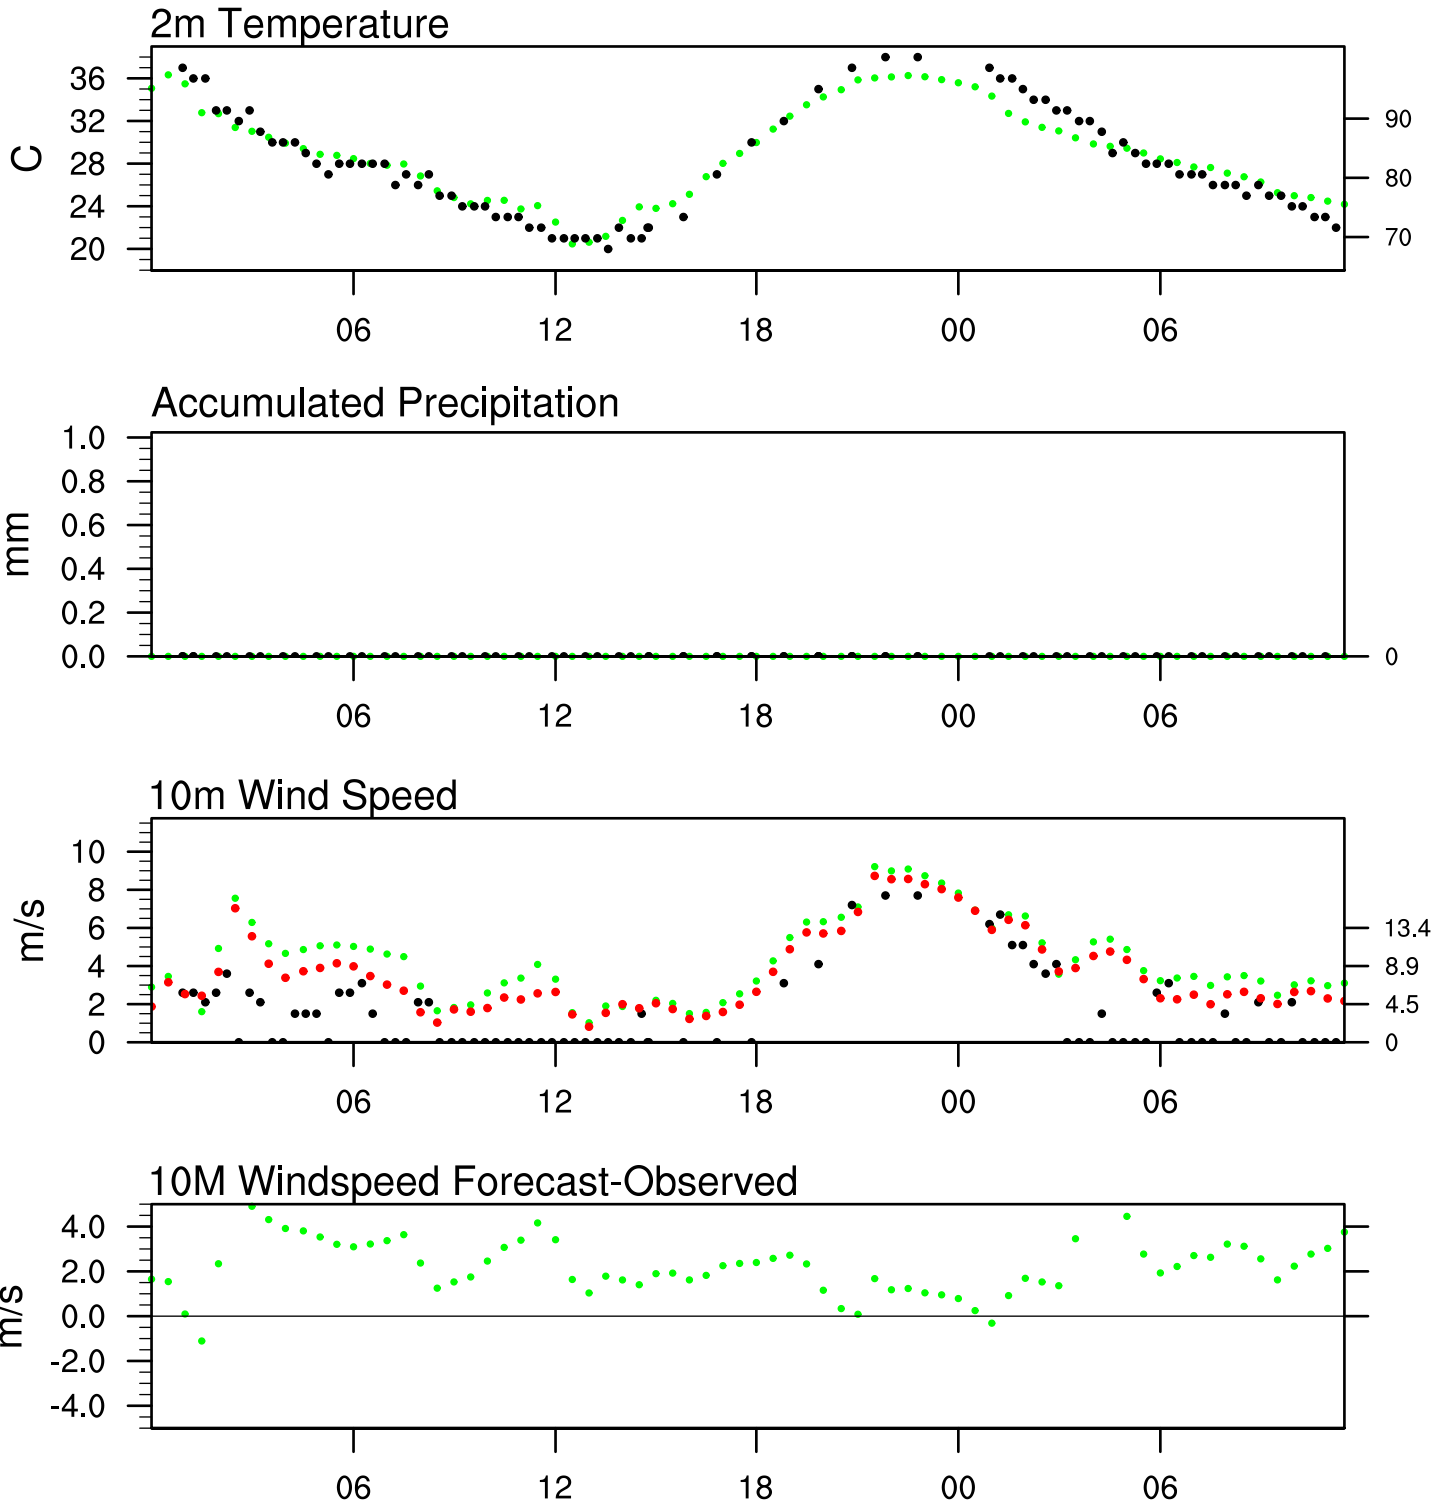 2m Temperature
C
36
32
28
24
20
90
80
70
06 12 18 00 06
Accumulated Precipitation
mm
1.0
0.8
0.6
0.4
0.2
0.0
0
06 12 18 00 06
10m Wind Speed
m/s
10
8
6
4
2
0
13.4
8.9
4.5
0
06 12 18 00 06
10M Windspeed Forecast-Observed
m/s
4.0
2.0
0.0
-2.0
-4.0
06 12 18 00 06